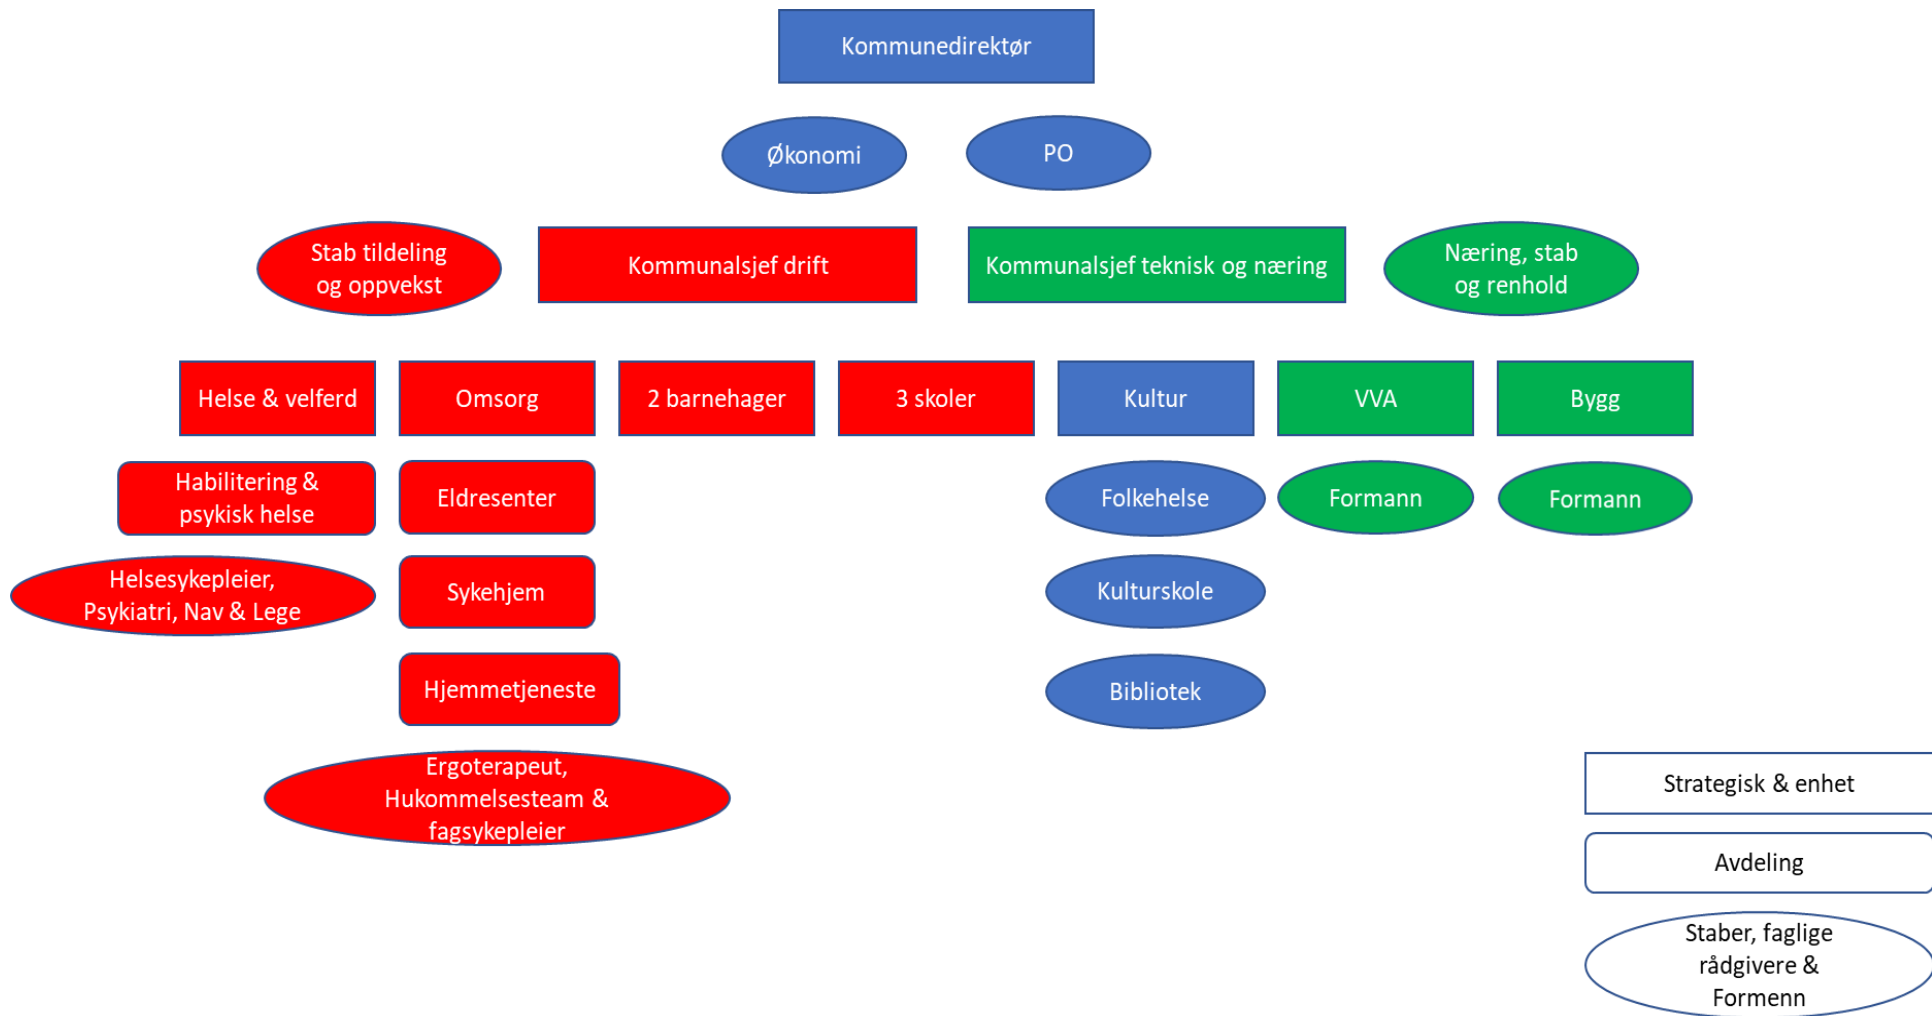 Kommunedirektør
Økonomi
PO
Stab tildeling
og oppvekst
Kommunalsjef drift
Kommunalsjef teknisk og næring
Næring, stab
og renhold
Helse & velferd
Omsorg
2 barnehager
3 skoler
Kultur
VVA
Bygg
Habilitering &
psykisk helse
Eldresenter
Folkehelse
Formann
Formann
Helsesykepleier,
Psykiatri, Nav & Lege
Sykehjem
Kulturskole
Hjemmetjeneste
Bibliotek
Ergoterapeut,
Hukommelsesteam &
fagsykepleier
Strategisk & enhet
Avdeling
Staber, faglige
rådgivere &
Formenn